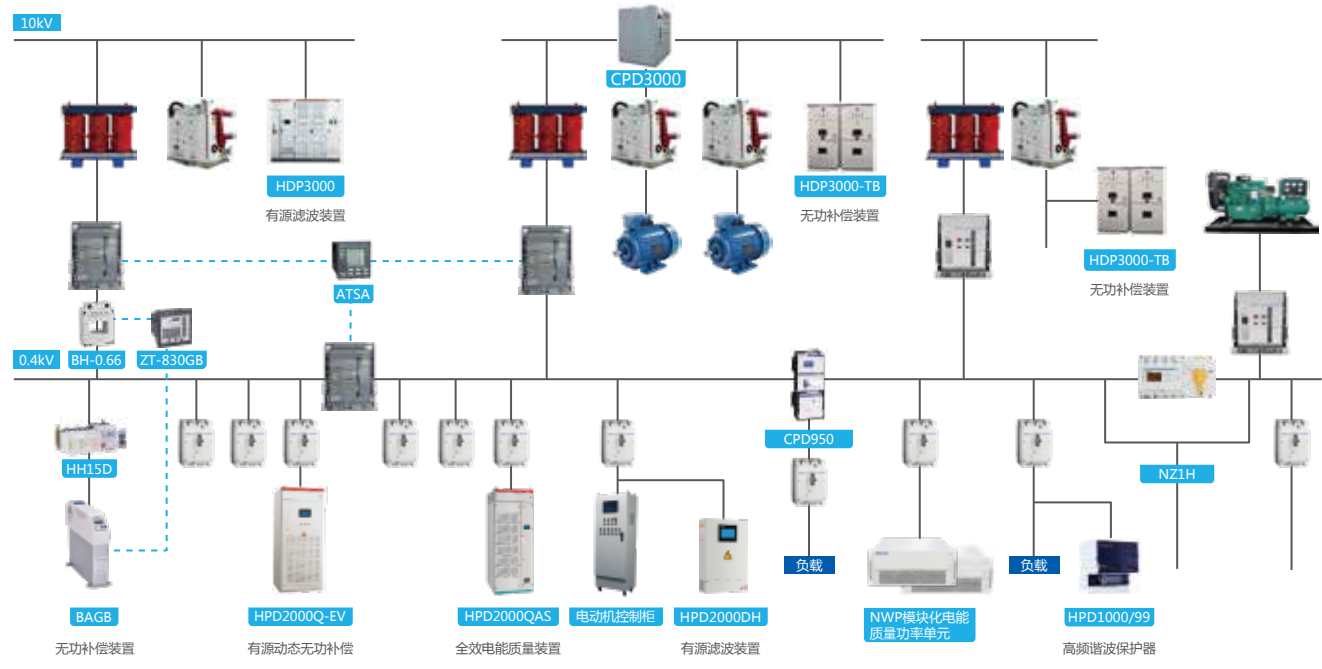 10kV
CPD3000
HDP3000
有源滤波装置
HDP3000-TB
无功补偿装置
HDP3000-TB
无功补偿装置
ATSA
0.4kV
BH-0.66
ZT-830GB
HH15D
CPD950
NZ1H
负载
负载
BAGB
无功补偿装置
HPD2000Q-EV
有源动态无功补偿
HPD2000QAS
全效电能质量装置
电动机控制柜
HPD2000DH
有源滤波装置
NWP模块化电能
质量功率单元
HPD1000/99
高频谐波保护器